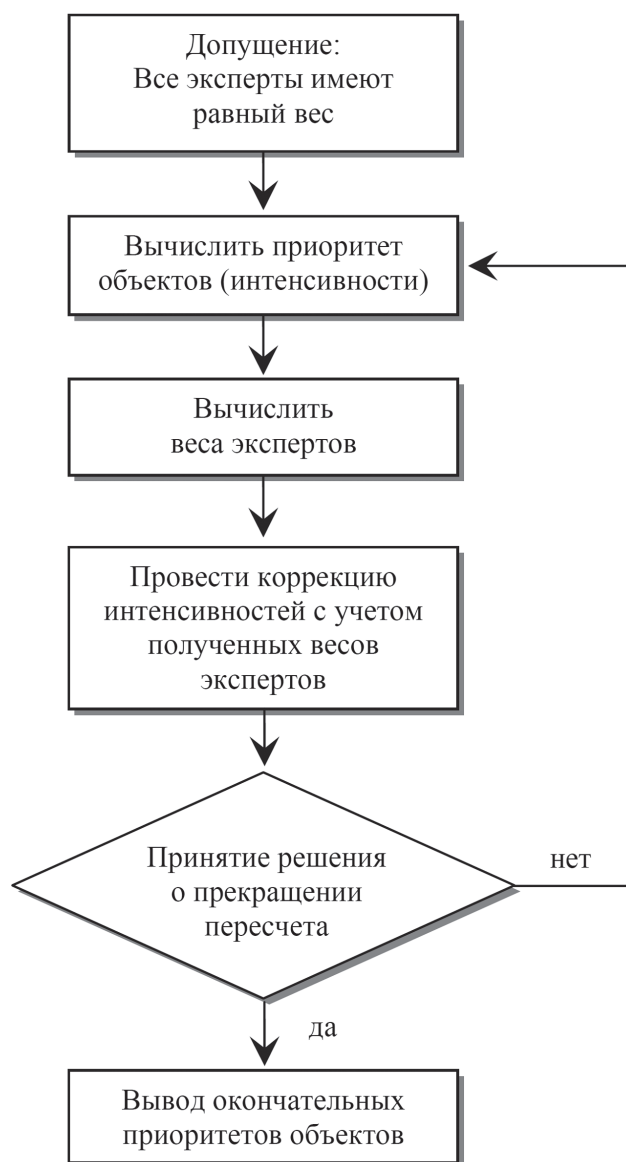 Допущение:
Все эксперты имеют
равный вес
Вычислить приоритет
объектов (интенсивности)
Вычислить
веса экспертов
Провести коррекцию
интенсивностей с учетом
полученных весов
экспертов
Принятие решения
о прекращении
пересчета
нет
да
Вывод окончательных
приоритетов объектов